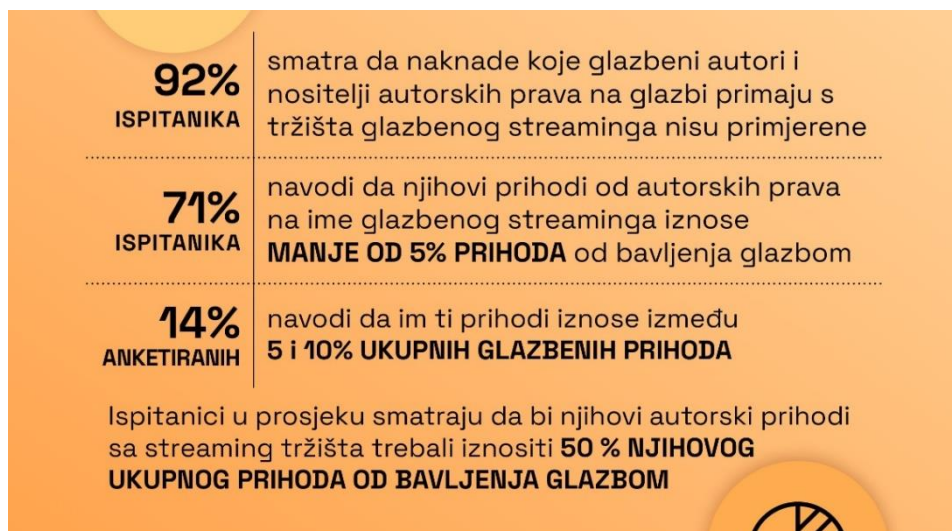 92%
ISPITANIKA
smatra da naknade koje glazbeni autori i
nositelji autorskih prava na glazbi primaju s
tržišta glazbenog streaminga nisu primjerene
71%
ISPITANIKA
navodi da njihovi prihodi od autorskih prava
na ime glazbenog streaminga iznose
MANJE OD 5% PRIHODA od bavljenja glazbom
14%
ANKETIRANIH
navodi da im ti prihodi iznose između
5 i 10% UKUPNIH GLAZBENIH PRIHODA
Ispitanici u prosjeku smatraju da bi njihovi autorski prihodi
sa streaming tržišta trebali iznositi 50 % NJIHOVOG
UKUPNOG PRIHODA OD BAVLJENJA GLAZBOM